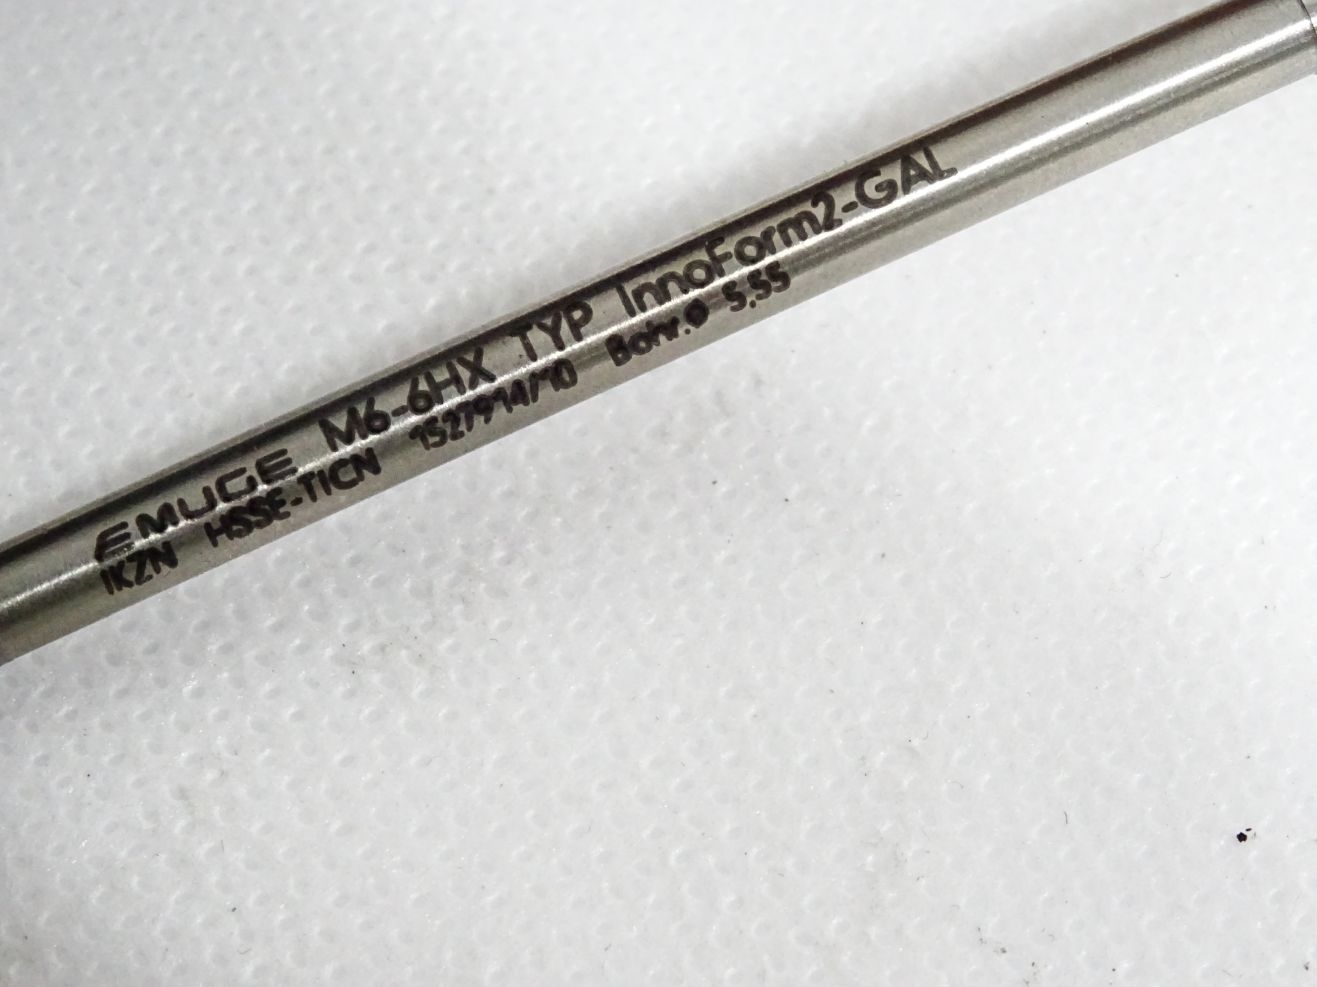 EMUGE M6-6HX TYP InnoForm2-GAL
IKZN HSSE-TICN 1527914/10 Bohr.Ø 5,55